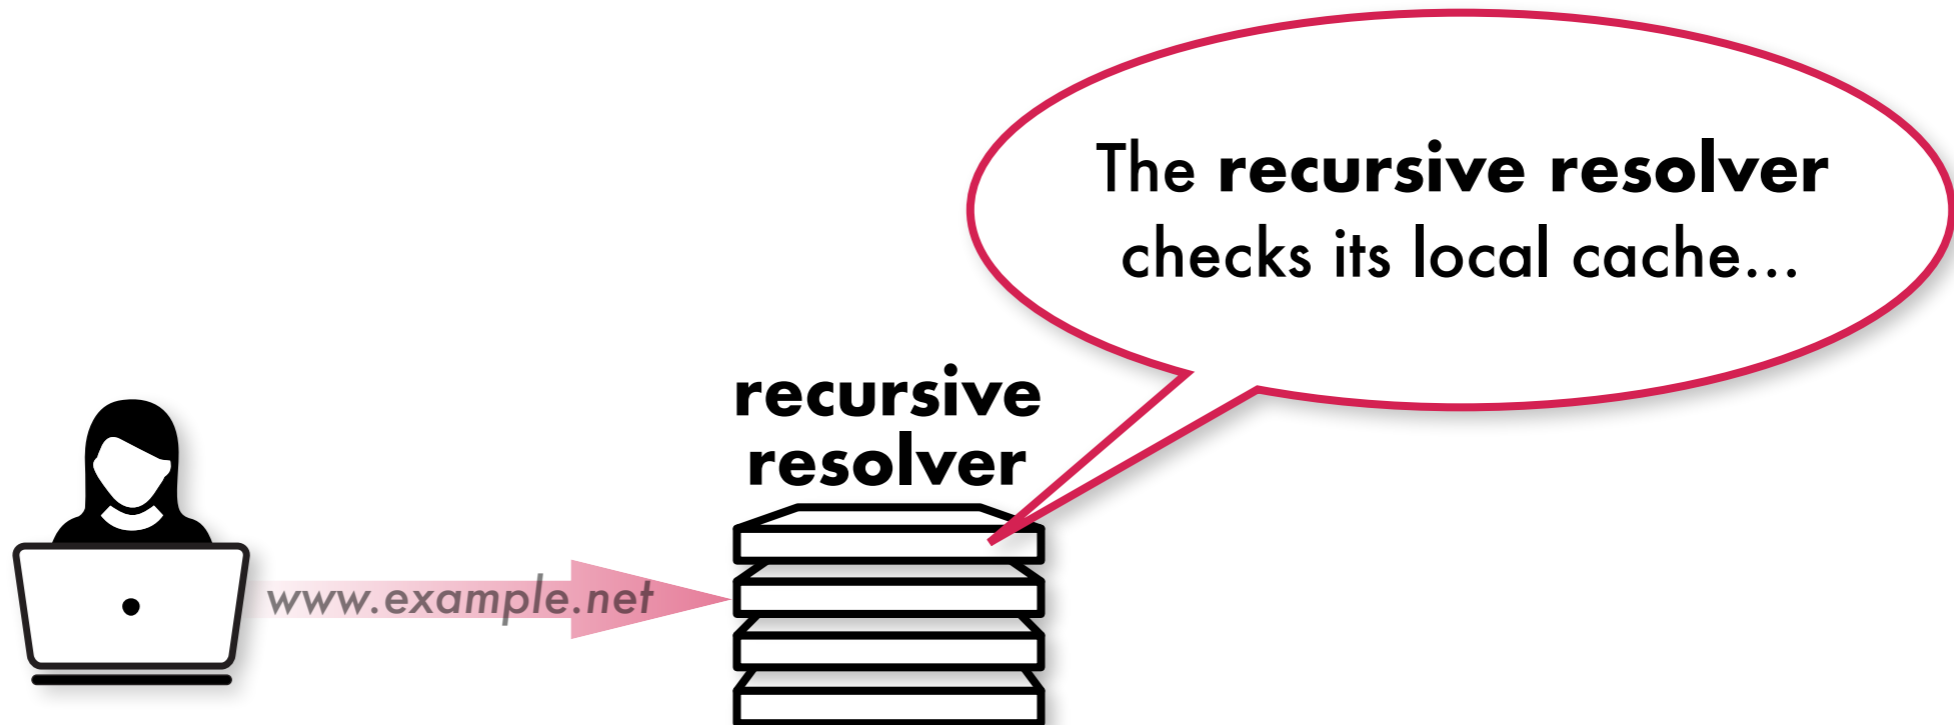 The recursive resolver
checks its local cache...
recursive
resolver
www.example.net